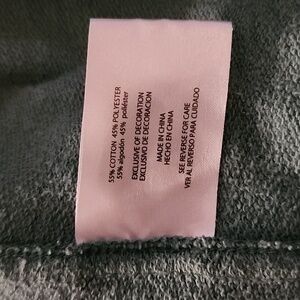 55% COTTON 45% POLYESTER
55% algodón 45% poliéster
EXCLUSIVE OF DECORATION
EXCLUSIVO DE DECORACION
MADE IN CHINA
HECHO EN CHINA
SEE REVERSE FOR CARE
VER AL REVERSO PARA CUIDADO